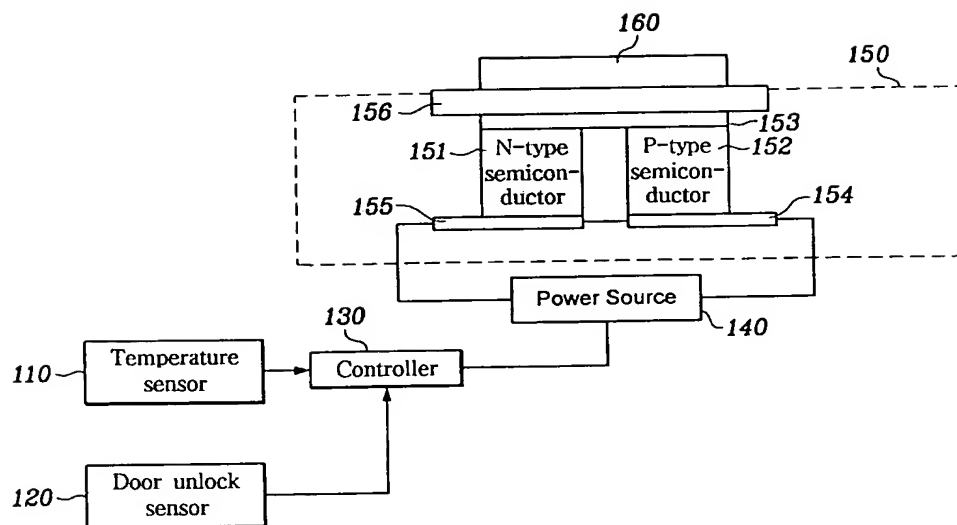 160
150
156
153
151
N-type
semicon-
ductor
P-type
semicon-
ductor
152
155
154
Power Source
140
130
Controller
110
Temperature
sensor
120
Door unlock
sensor